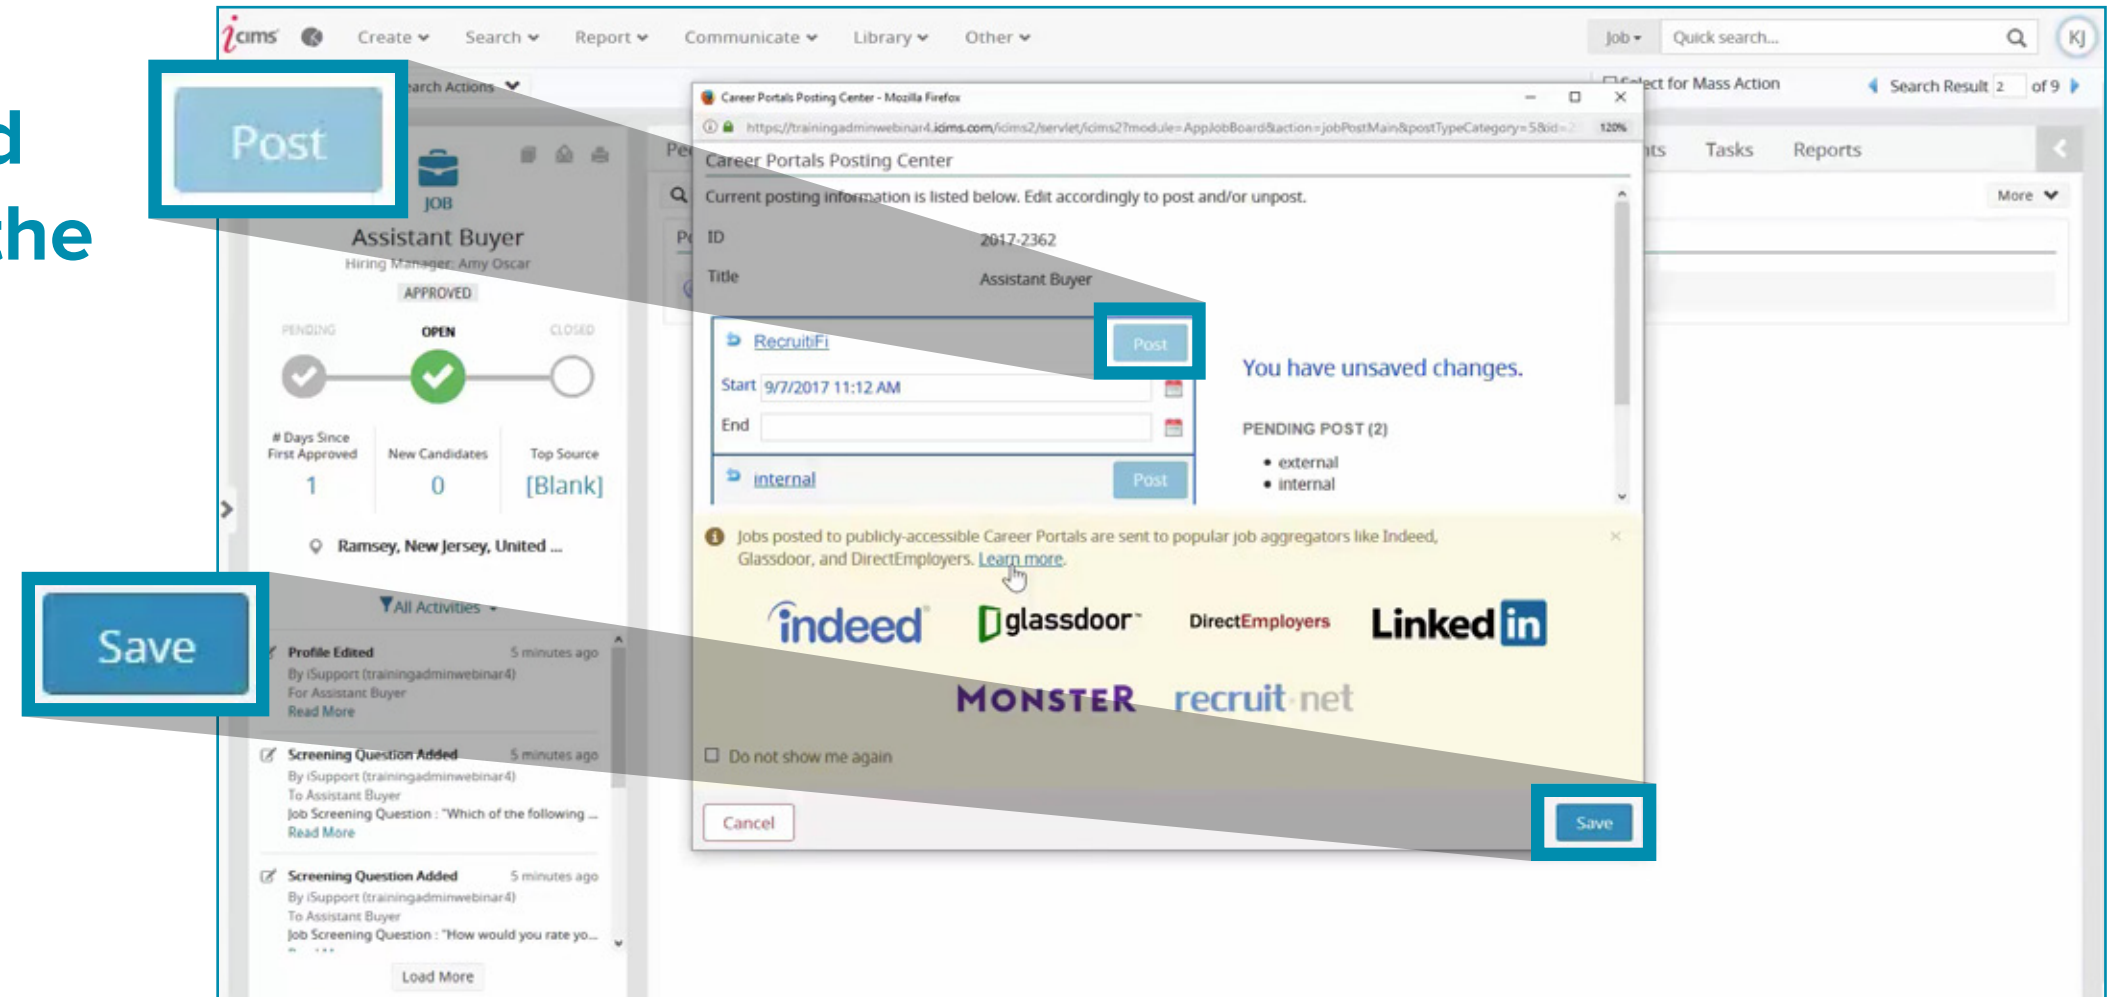 icims
Create
Search
Report
Communicate
Library
Other
Job
Quick search...
KJ
Search Actions
Select for Mass Action
Search Result 2 of 9
d
the
Post
JOB
Assistant Buyer
Hiring Manager: Amy Oscar
APPROVED
PENDING
OPEN
CLOSED
# Days Since
First Approved
1
New Candidates
0
Top Source
[Blank]
Ramsey, New Jersey, United ...
All Activities
Save
Profile Edited 5 minutes ago
By iSupport (trainingadminwebinar4)
For Assistant Buyer
Read More
Screening Question Added 5 minutes ago
By iSupport (trainingadminwebinar4)
To Assistant Buyer
Job Screening Question : "Which of the following ...
Read More
Screening Question Added 5 minutes ago
By iSupport (trainingadminwebinar4)
To Assistant Buyer
Job Screening Question : "How would you rate yo...
Load More
Career Portals Posting Center - Mozilla Firefox
https://trainingadminwebinar4.icims.com/icims2/servlet/icims2?module=AppJobBoard&action=jobPostMain&postTypeCategory=5&id=2
120%
Career Portals Posting Center
Current posting information is listed below. Edit accordingly to post and/or unpost.
ID 2017-2362
Title Assistant Buyer
RecruitiFi
Post
Start 9/7/2017 11:12 AM
End
internal
Post
You have unsaved changes.
PENDING POST (2)
• external
• internal
Jobs posted to publicly-accessible Career Portals are sent to popular job aggregators like Indeed,
Glassdoor, and DirectEmployers. Learn more.
indeed
glassdoor
DirectEmployers
Linked in
MONSTER
recruit.net
Do not show me again
Cancel
Save
Tasks
Reports
More